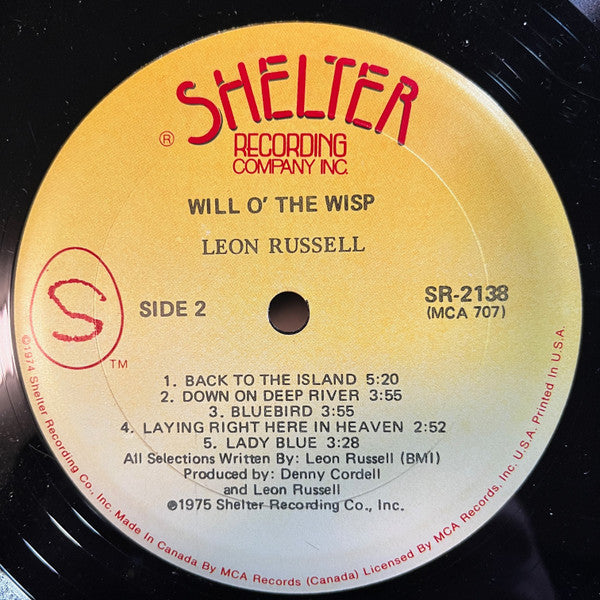 SHELTER
®
RECORDING
COMPANY INC.
WILL O' THE WISP
LEON RUSSELL
S
TM
SIDE 2
SR-2138
(MCA 707)
1. BACK TO THE ISLAND 5:20
2. DOWN ON DEEP RIVER 3:55
3. BLUEBIRD 3:55
4. LAYING RIGHT HERE IN HEAVEN 2:52
5. LADY BLUE 3:28
All Selections Written By: Leon Russell (BMI)
Produced by: Denny Cordell
and Leon Russell
℗1975 Shelter Recording Co., Inc.
©1974 Shelter Recording Co., Inc. Made In Canada By MCA Records (Canada) Licensed By MCA Records, Inc. U.S.A. Printed In U.S.A.